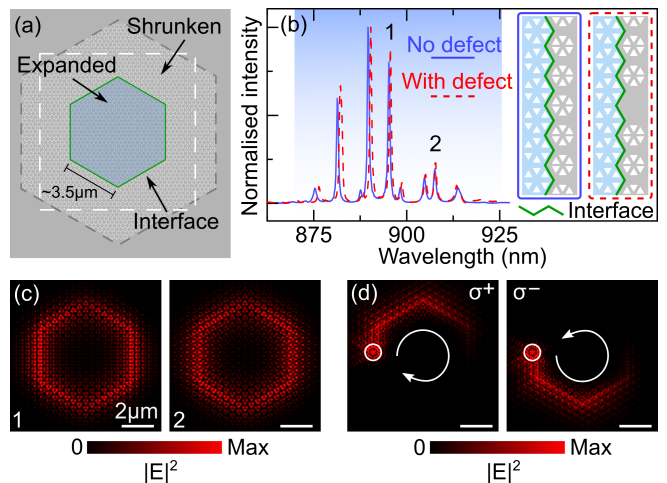 (a)
Shrunken
Expanded
~3.5µm
Interface
(b)
Normalised intensity
1
No defect
With defect
2
875
900
925
Wavelength (nm)
Interface
(c)
1
2µm
2
0
Max
|E|²
(d)
σ⁺
σ⁻
0
Max
|E|²